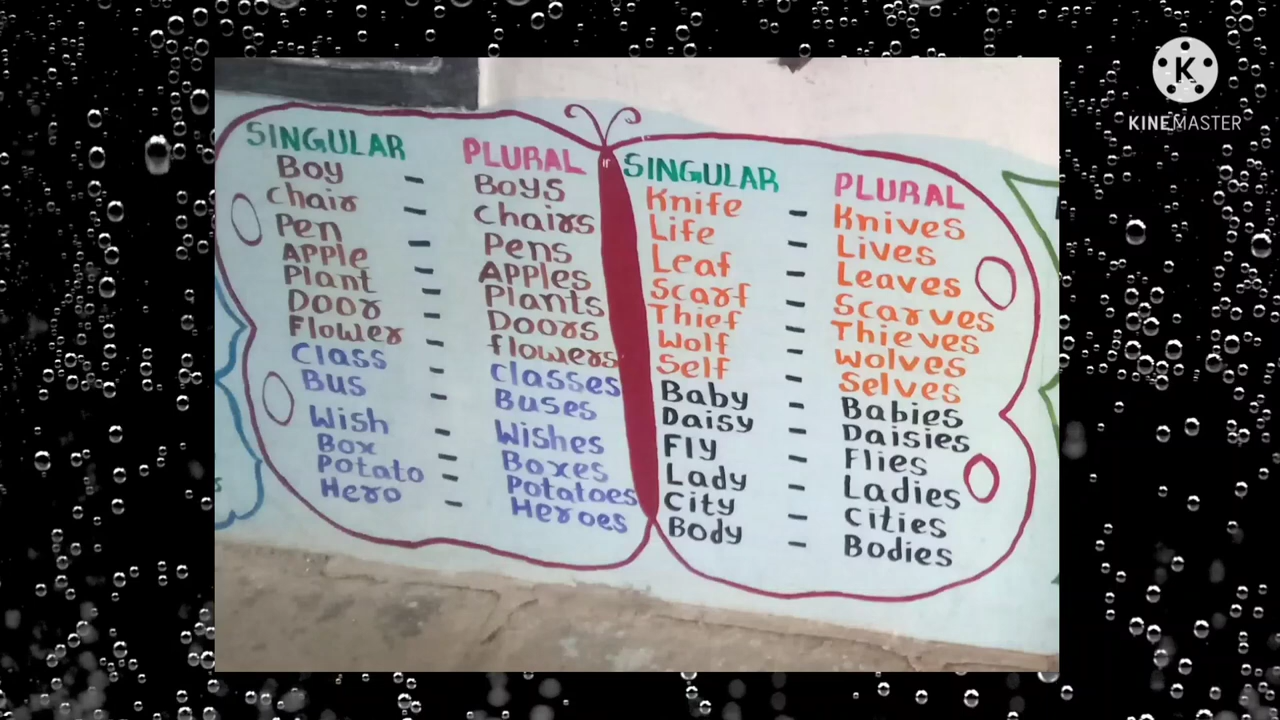 SINGULAR PLURAL
Boy - Boys
Chair - Chairs
Pen - Pens
Apple - Apples
Plant - Plants
Door - Doors
Flower - flowers
Class - Classes
Bus - Buses
Wish - Wishes
Box - Boxes
Potato - Potatoes
Hero - Heroes
SINGULAR PLURAL
Knife - Knives
Life - Lives
Leaf - Leaves
Scarf - Scarves
Thief - Thieves
Wolf - Wolves
Self - Selves
Baby - Babies
Daisy - Daisies
Fly - Flies
Lady - Ladies
City - Cities
Body - Bodies
K
KINEMASTER